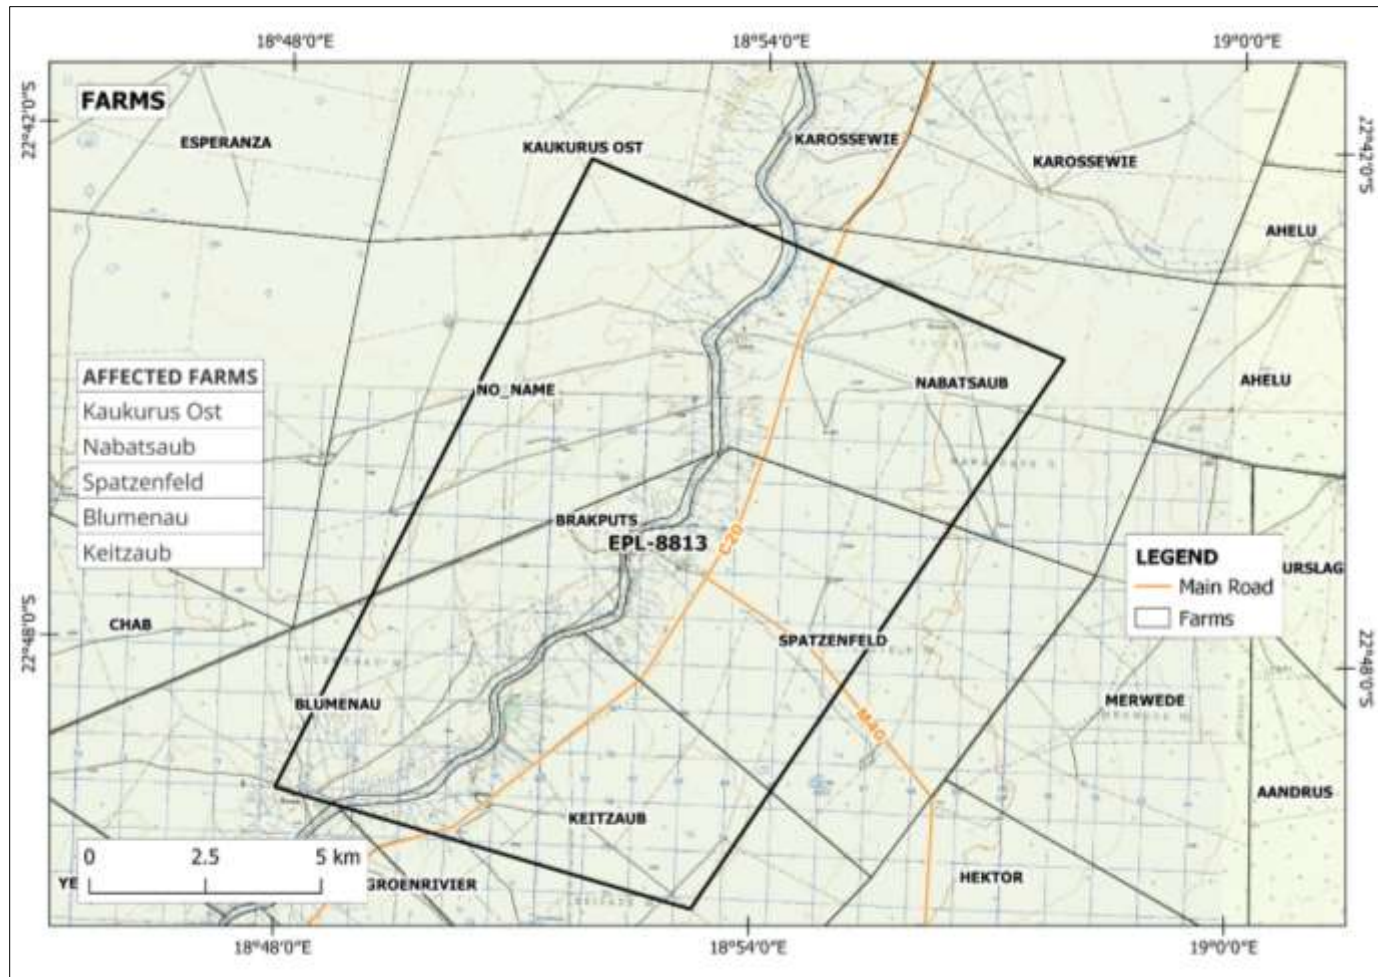 18°48'0"E
18°54'0"E
19°0'0"E
22°42'0"S
22°42'0"S
FARMS
ESPERANZA
KAUKURUS OST
KAROSSEWIE
KAROSSEWIE
AHELU
AFFECTED FARMS
Kaukurus Ost
Nabatsaub
Spatzenfeld
Blumenau
Keitzaub
NO_NAME
NABATSAUB
AHELU
BRAKPUTS
EPL-8813
C20
LEGEND
Main Road
Farms
URSLAG
CHAB
SPATZENFELD
22°48'0"S
22°48'0"S
BLUMENAU
MERWEDE
M40
KEITZAUB
AANDRUS
0 2.5 5 km
YE
GROENRIVIER
HEKTOR
18°48'0"E
18°54'0"E
19°0'0"E